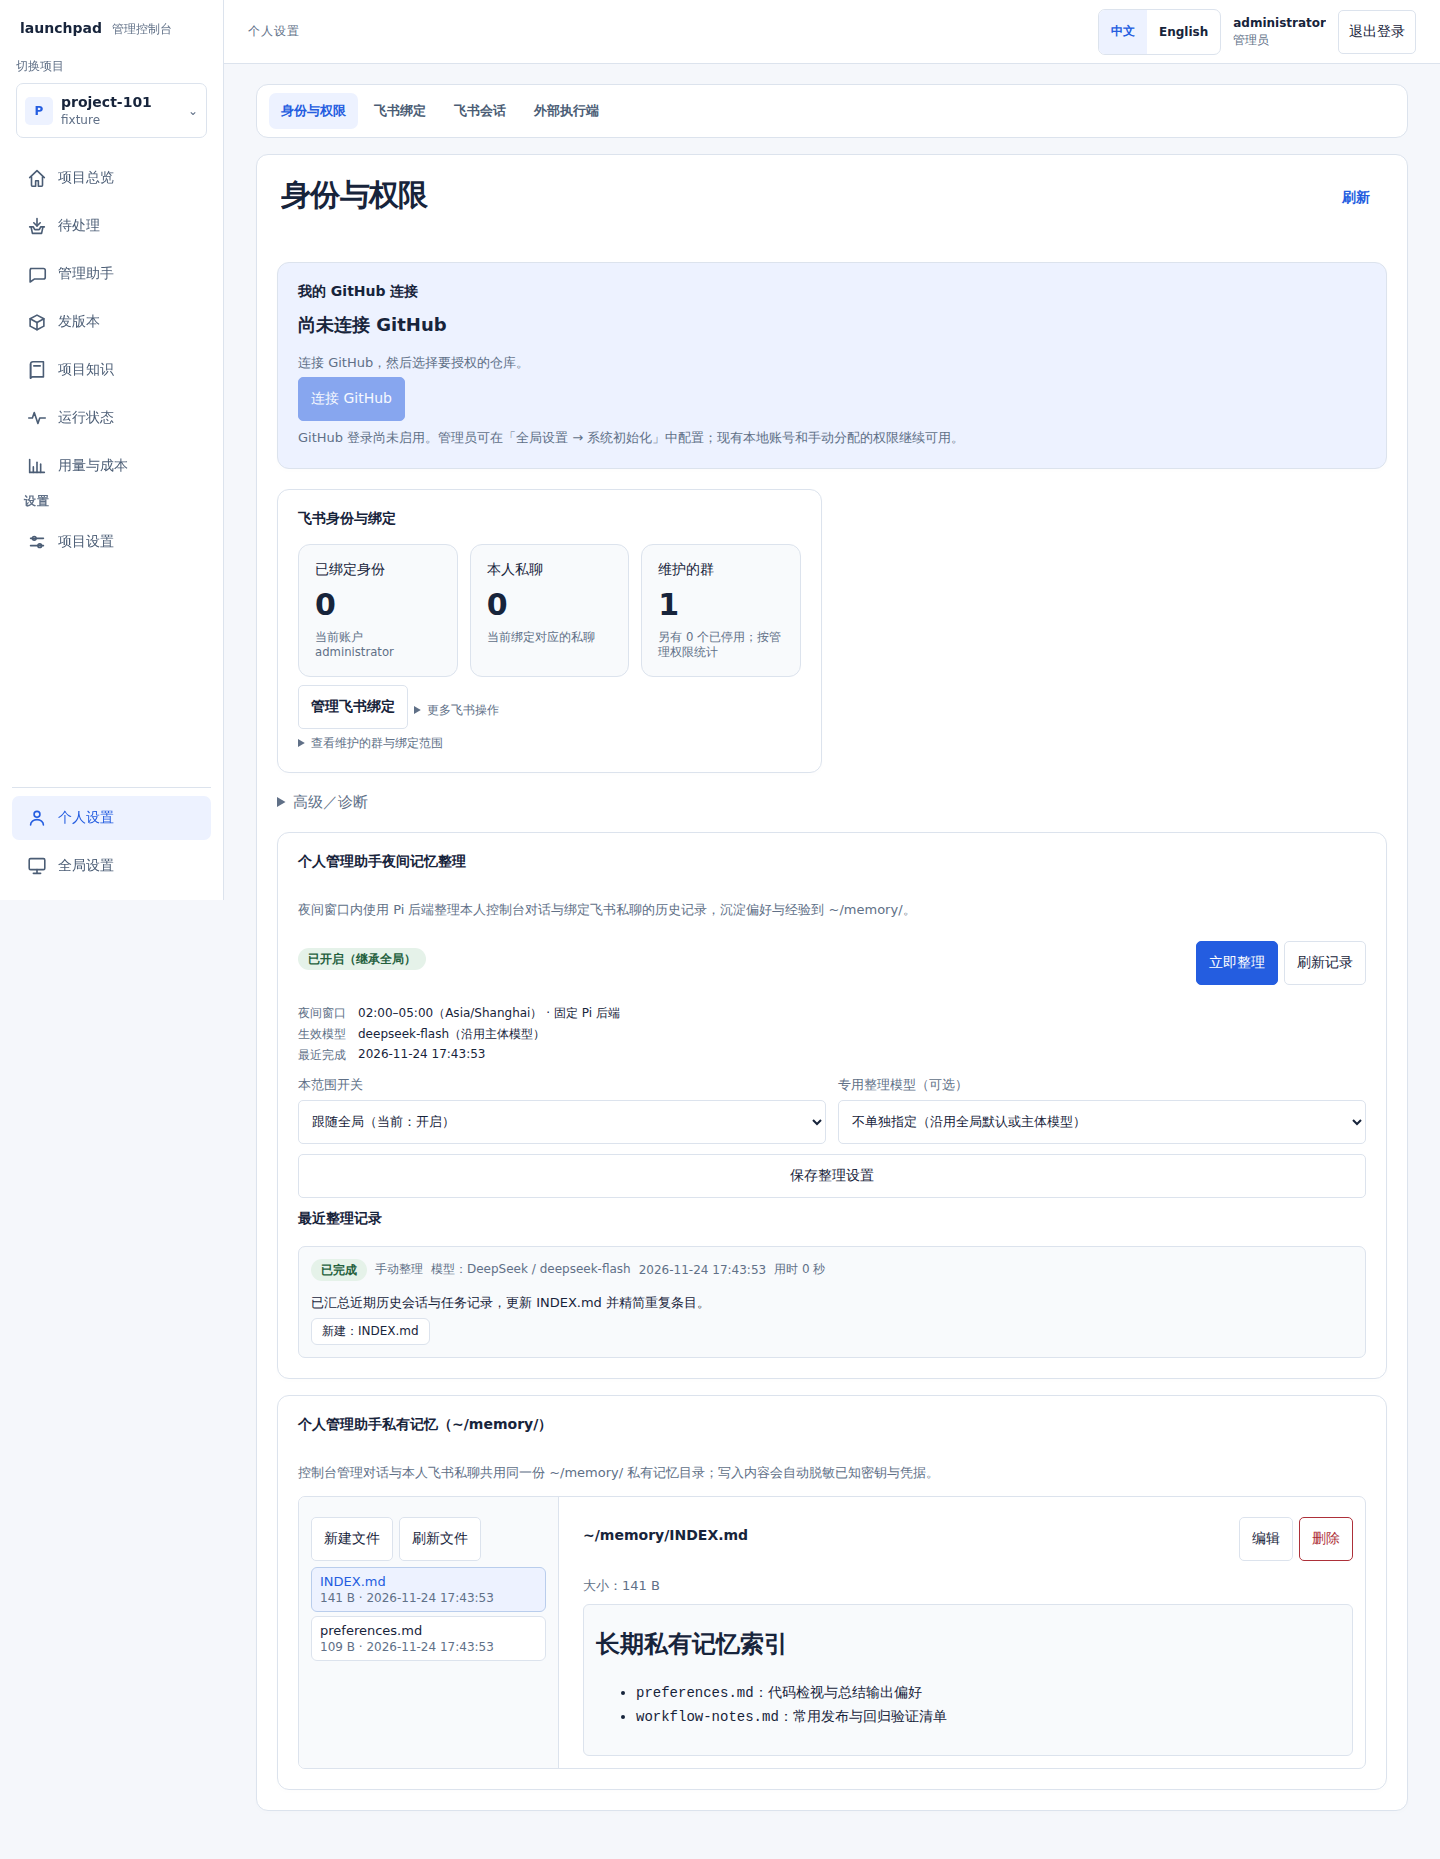 launchpad 管理控制台
切换项目
P
project-101
fixture
项目总览
待处理
管理助手
发版本
项目知识
运行状态
用量与成本
设置
项目设置
个人设置
全局设置
个人设置
中文
English
administrator
管理员
退出登录
身份与权限
飞书绑定
飞书会话
外部执行端
身份与权限
刷新
我的 GitHub 连接
尚未连接 GitHub
连接 GitHub，然后选择要授权的仓库。
连接 GitHub
GitHub 登录尚未启用。管理员可在「全局设置 → 系统初始化」中配置；现有本地账号和手动分配的权限继续可用。
飞书身份与绑定
已绑定身份
0
当前账户
administrator
本人私聊
0
当前绑定对应的私聊
维护的群
1
另有 0 个已停用；按管
理权限统计
管理飞书绑定
▶ 更多飞书操作
▶ 查看维护的群与绑定范围
▶ 高级／诊断
个人管理助手夜间记忆整理
夜间窗口内使用 Pi 后端整理本人控制台对话与绑定飞书私聊的历史记录，沉淀偏好与经验到 ~/memory/。
已开启（继承全局）
立即整理
刷新记录
夜间窗口 02:00–05:00（Asia/Shanghai） · 固定 Pi 后端
生效模型 deepseek-flash（沿用主体模型）
最近完成 2026-11-24 17:43:53
本范围开关
跟随全局（当前：开启）
专用整理模型（可选）
不单独指定（沿用全局默认或主体模型）
保存整理设置
最近整理记录
已完成 手动整理 模型：DeepSeek / deepseek-flash 2026-11-24 17:43:53 用时 0 秒
已汇总近期历史会话与任务记录，更新 INDEX.md 并精简重复条目。
新建：INDEX.md
个人管理助手私有记忆（~/memory/）
控制台管理对话与本人飞书私聊共用同一份 ~/memory/ 私有记忆目录；写入内容会自动脱敏已知密钥与凭据。
新建文件
刷新文件
INDEX.md
141 B · 2026-11-24 17:43:53
preferences.md
109 B · 2026-11-24 17:43:53
~/memory/INDEX.md
编辑
删除
大小：141 B
长期私有记忆索引
• preferences.md：代码检视与总结输出偏好
• workflow-notes.md：常用发布与回归验证清单